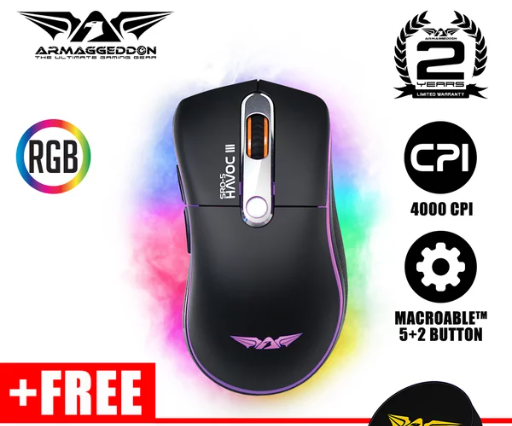 ARMAGGEDDON
THE ULTIMATE GAMING GEAR
2
YEARS
LIMITED WARRANTY
RGB
GRO-5
HAVOC III
CPI
4000 CPI
MACROABLE™
5+2 BUTTON
+FREE